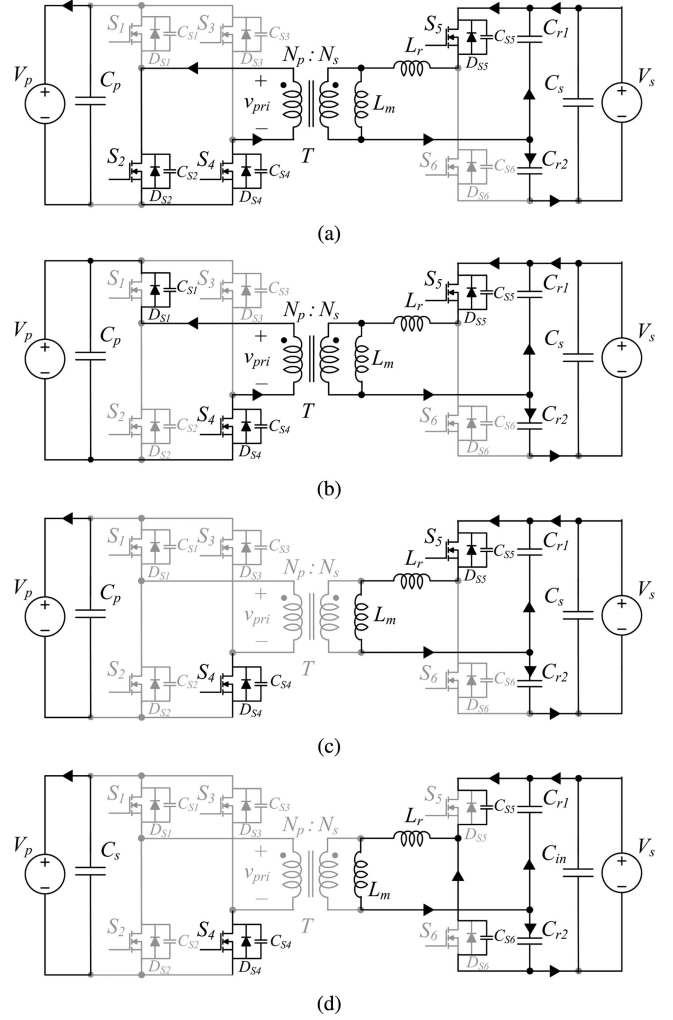 S1 CS1 S3 CS3 S5 CS5 Cr1
DS1 DS3 Np : Ns Lr DS5
Vp Cp + vpri − Lm Cs Vs
S2 CS2 S4 CS4 T S6 CS6 Cr2
DS2 DS4 DS6
(a)
S1 CS1 S3 CS3 S5 CS5 Cr1
DS1 DS3 Np : Ns Lr DS5
Vp Cp + vpri − Lm Cs Vs
S2 CS2 S4 CS4 T S6 CS6 Cr2
DS2 DS4 DS6
(b)
S1 CS1 S3 CS3 S5 CS5 Cr1
DS1 DS3 Np : Ns Lr DS5
Vp Cp + vpri − Lm Cs Vs
S2 CS2 S4 CS4 T S6 CS6 Cr2
DS2 DS4 DS6
(c)
S1 CS1 S3 CS3 S5 CS5 Cr1
DS1 DS3 Np : Ns Lr DS5
Vp Cs + vpri − Lm Cin Vs
S2 CS2 S4 CS4 T S6 CS6 Cr2
DS2 DS4 DS6
(d)